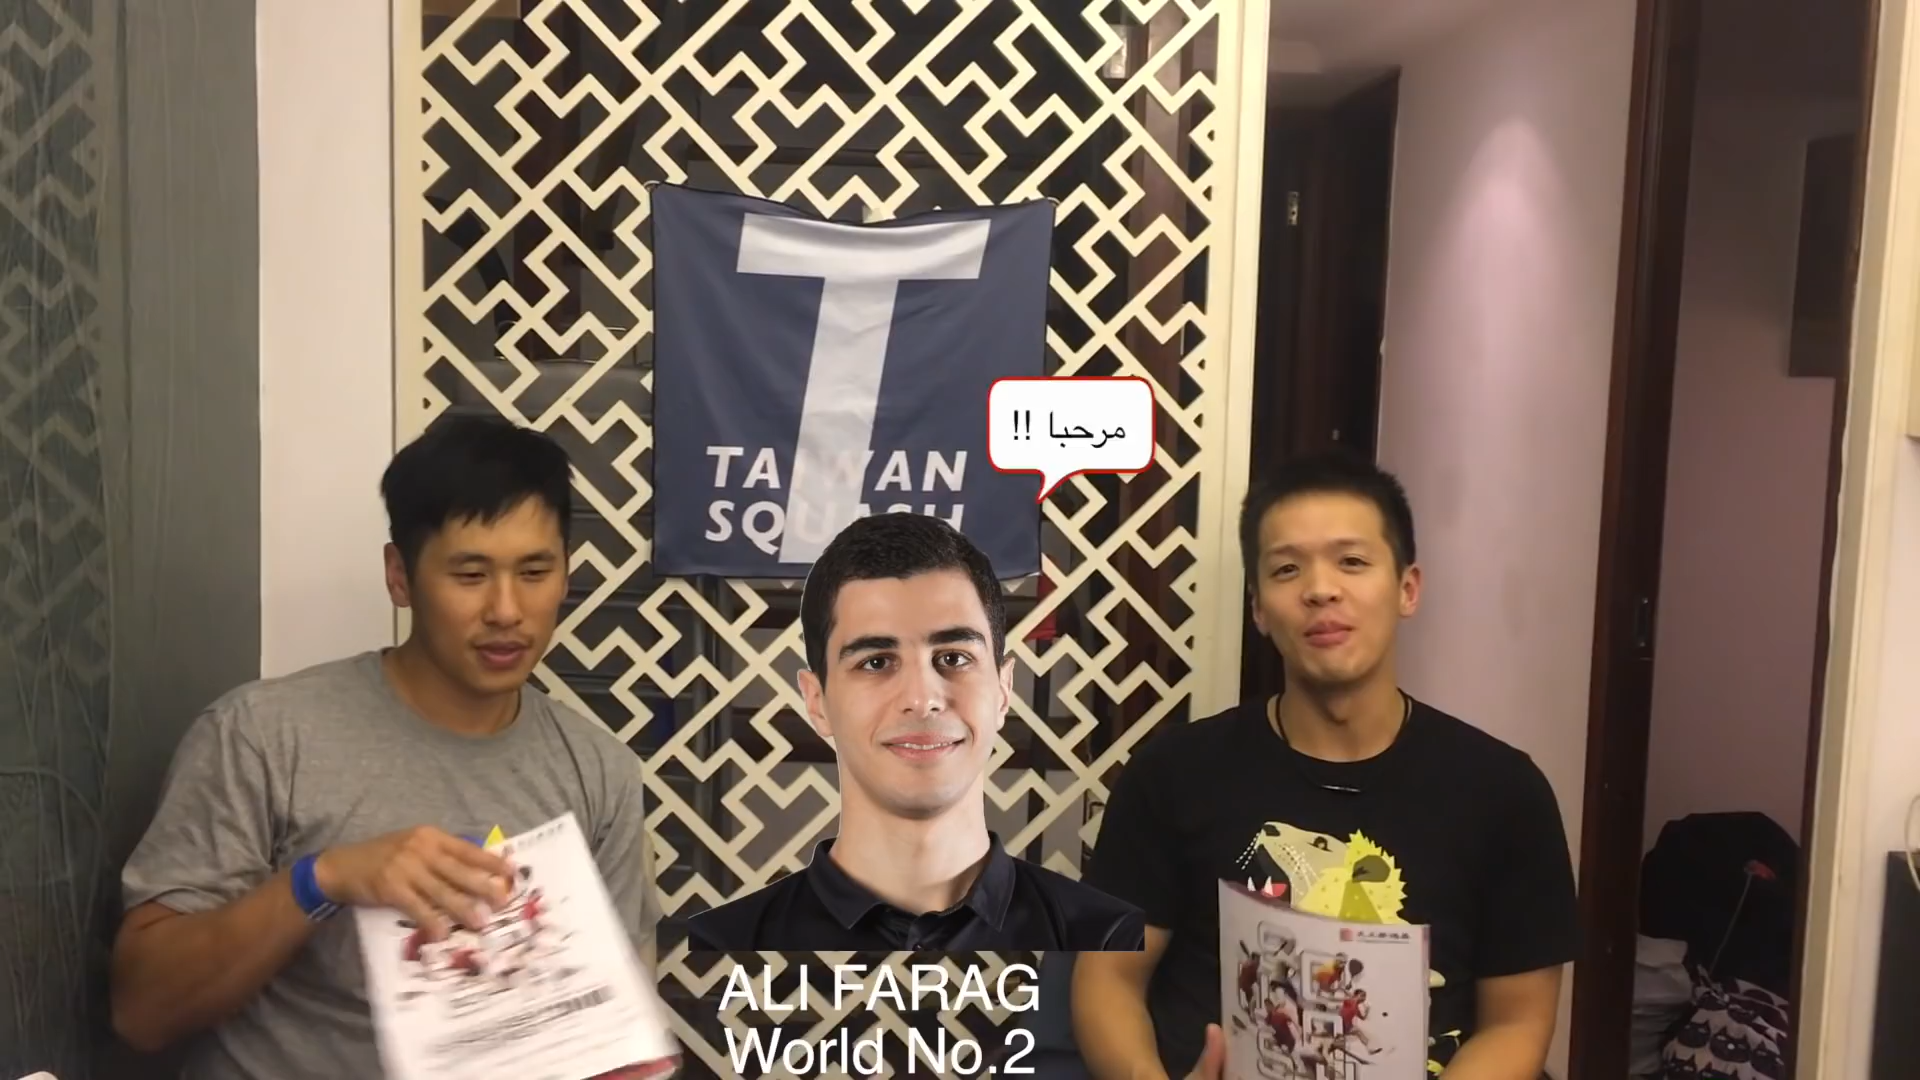 T
TAIWAN
SQUASH
مرحبا !!
ALI FARAG
World No.2